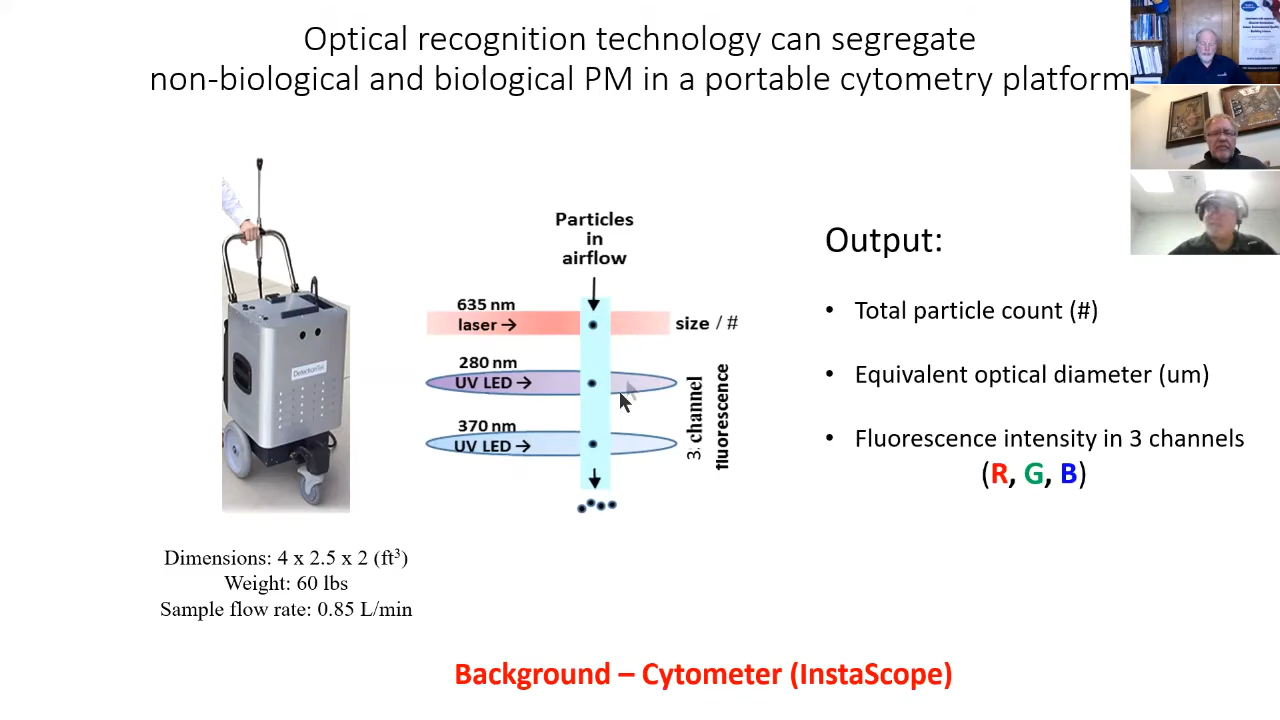 Optical recognition technology can segregate
non-biological and biological PM in a portable cytometry platform
Particles
in
airflow
635 nm
laser →
size / #
280 nm
UV LED →
370 nm
UV LED →
3. channel
fluorescence
DetectionTek
Output:
• Total particle count (#)
• Equivalent optical diameter (um)
• Fluorescence intensity in 3 channels
(R, G, B)
Dimensions: 4 x 2.5 x 2 (ft³)
Weight: 60 lbs
Sample flow rate: 0.85 L/min
Background – Cytometer (InstaScope)